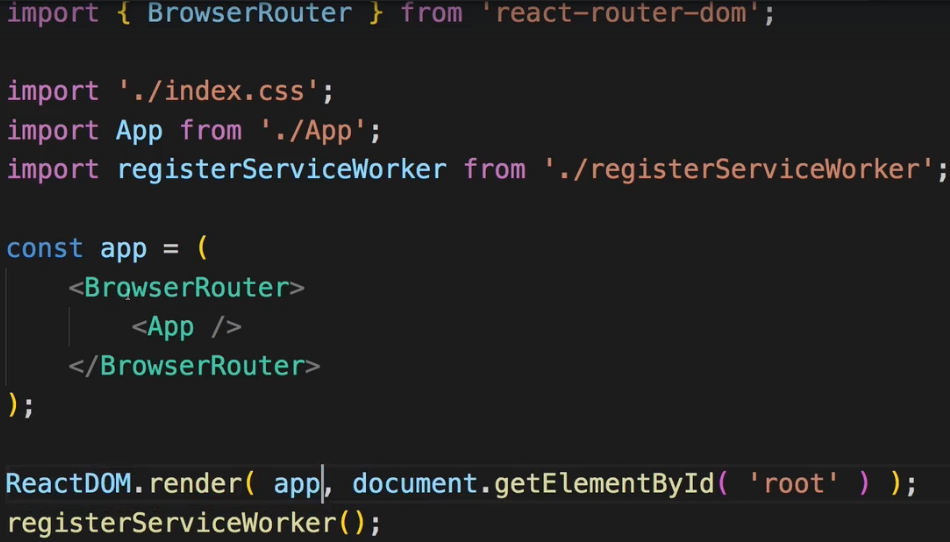 import { BrowserRouter } from 'react-router-dom';
import './index.css';
import App from './App';
import registerServiceWorker from './registerServiceWorker';
const app = (
<BrowserRouter>
<App />
</BrowserRouter>
);
ReactDOM.render( app, document.getElementById( 'root' ) );
registerServiceWorker();